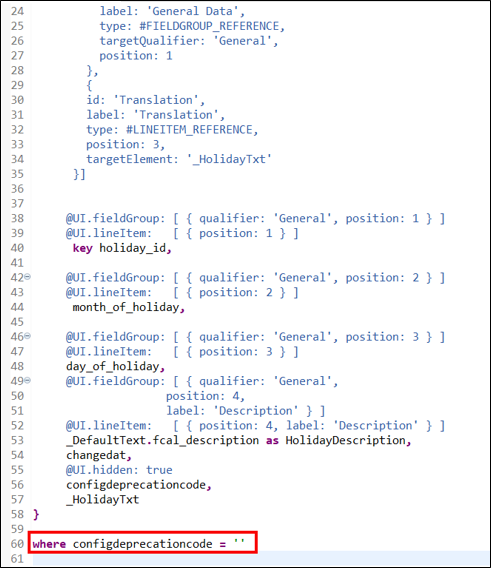 24 label: 'General Data',
25 type: #FIELDGROUP_REFERENCE,
26 targetQualifier: 'General',
27 position: 1
28 },
29 {
30 id: 'Translation',
31 label: 'Translation',
32 type: #LINEITEM_REFERENCE,
33 position: 3,
34 targetElement: '_HolidayTxt'
35 }]
36
37
38 @UI.fieldGroup: [ { qualifier: 'General', position: 1 } ]
39 @UI.lineItem: [ { position: 1 } ]
40 key holiday_id,
41
42 @UI.fieldGroup: [ { qualifier: 'General', position: 2 } ]
43 @UI.lineItem: [ { position: 2 } ]
44 month_of_holiday,
45
46 @UI.fieldGroup: [ { qualifier: 'General', position: 3 } ]
47 @UI.lineItem: [ { position: 3 } ]
48 day_of_holiday,
49 @UI.fieldGroup: [ { qualifier: 'General',
50 position: 4,
51 label: 'Description' } ]
52 @UI.lineItem: [ { position: 4, label: 'Description' } ]
53 _DefaultText.fcal_description as HolidayDescription,
54 changedat,
55 @UI.hidden: true
56 configdeprecationcode,
57 _HolidayTxt
58 }
59
60 where configdeprecationcode = ''
61